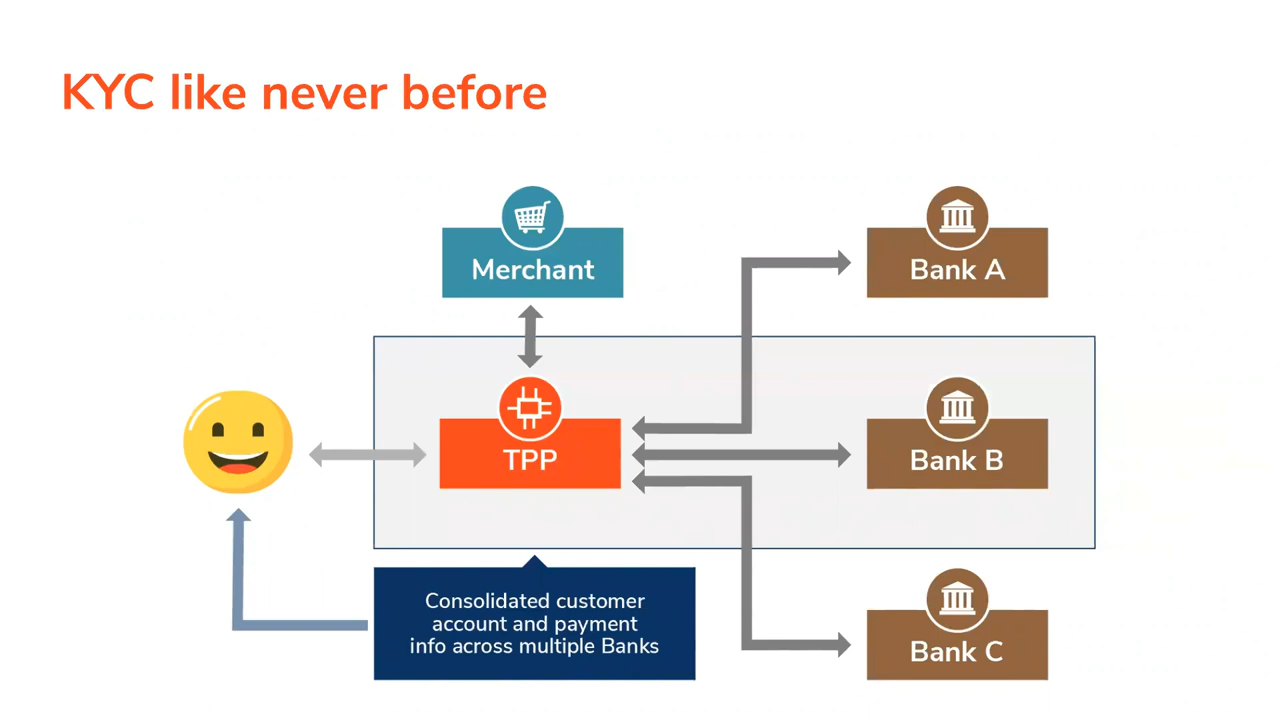 KYC like never before
Merchant
Bank A
TPP
Bank B
Consolidated customer
account and payment
info across multiple Banks
Bank C